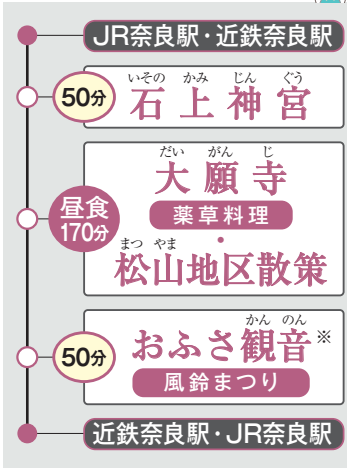 JR奈良駅・近鉄奈良駅
いその かみ じん ぐう
50分 石上神宮
だい がん じ
大願寺
薬草料理
昼食
170分
・
まつ やま
松山地区散策
かん のん
50分 おふさ観音※
風鈴まつり
近鉄奈良駅・JR奈良駅